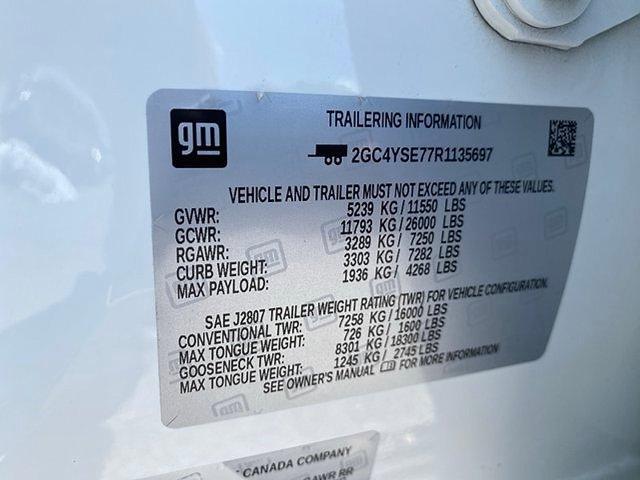 gm
TRAILERING INFORMATION
2GC4YSE77R1135697
VEHICLE AND TRAILER MUST NOT EXCEED ANY OF THESE VALUES.
GVWR: 5239 KG / 11550 LBS
GCWR: 11793 KG / 26000 LBS
RGAWR: 3289 KG / 7250 LBS
CURB WEIGHT: 3303 KG / 7282 LBS
MAX PAYLOAD: 1936 KG / 4268 LBS
SAE J2807 TRAILER WEIGHT RATING (TWR) FOR VEHICLE CONFIGURATION.
CONVENTIONAL TWR: 7258 KG / 16000 LBS
MAX TONGUE WEIGHT: 726 KG / 1600 LBS
GOOSENECK TWR: 8301 KG / 18300 LBS
MAX TONGUE WEIGHT: 1245 KG / 2745 LBS
SEE OWNER'S MANUAL FOR MORE INFORMATION
CANADA COMPANY
GAWR RR